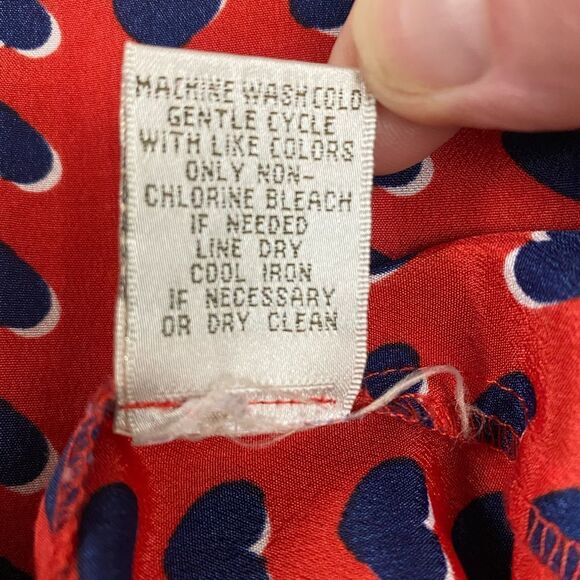 MACHINE WASH COLD
GENTLE CYCLE
WITH LIKE COLORS
ONLY NON-
CHLORINE BLEACH
IF NEEDED
LINE DRY
COOL IRON
IF NECESSARY
OR DRY CLEAN